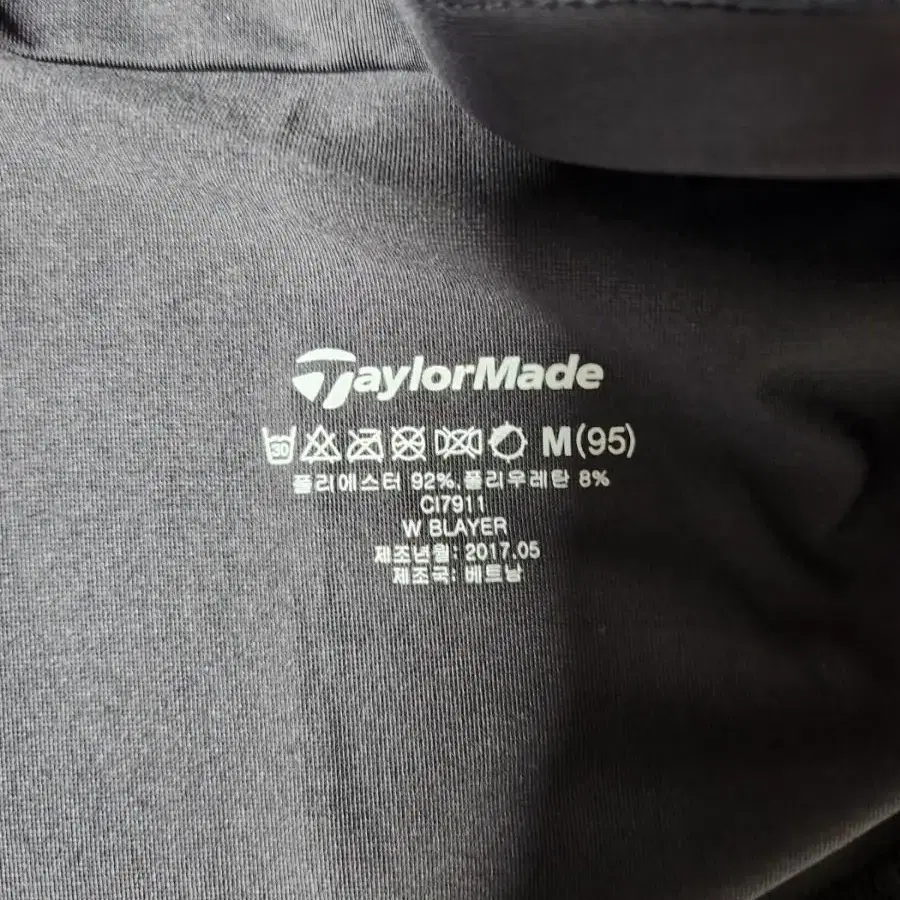 TaylorMade
30 M(95)
폴리에스터 92%, 폴리우레탄 8%
CI7911
W BLAYER
제조년월: 2017.05
제조국: 베트남